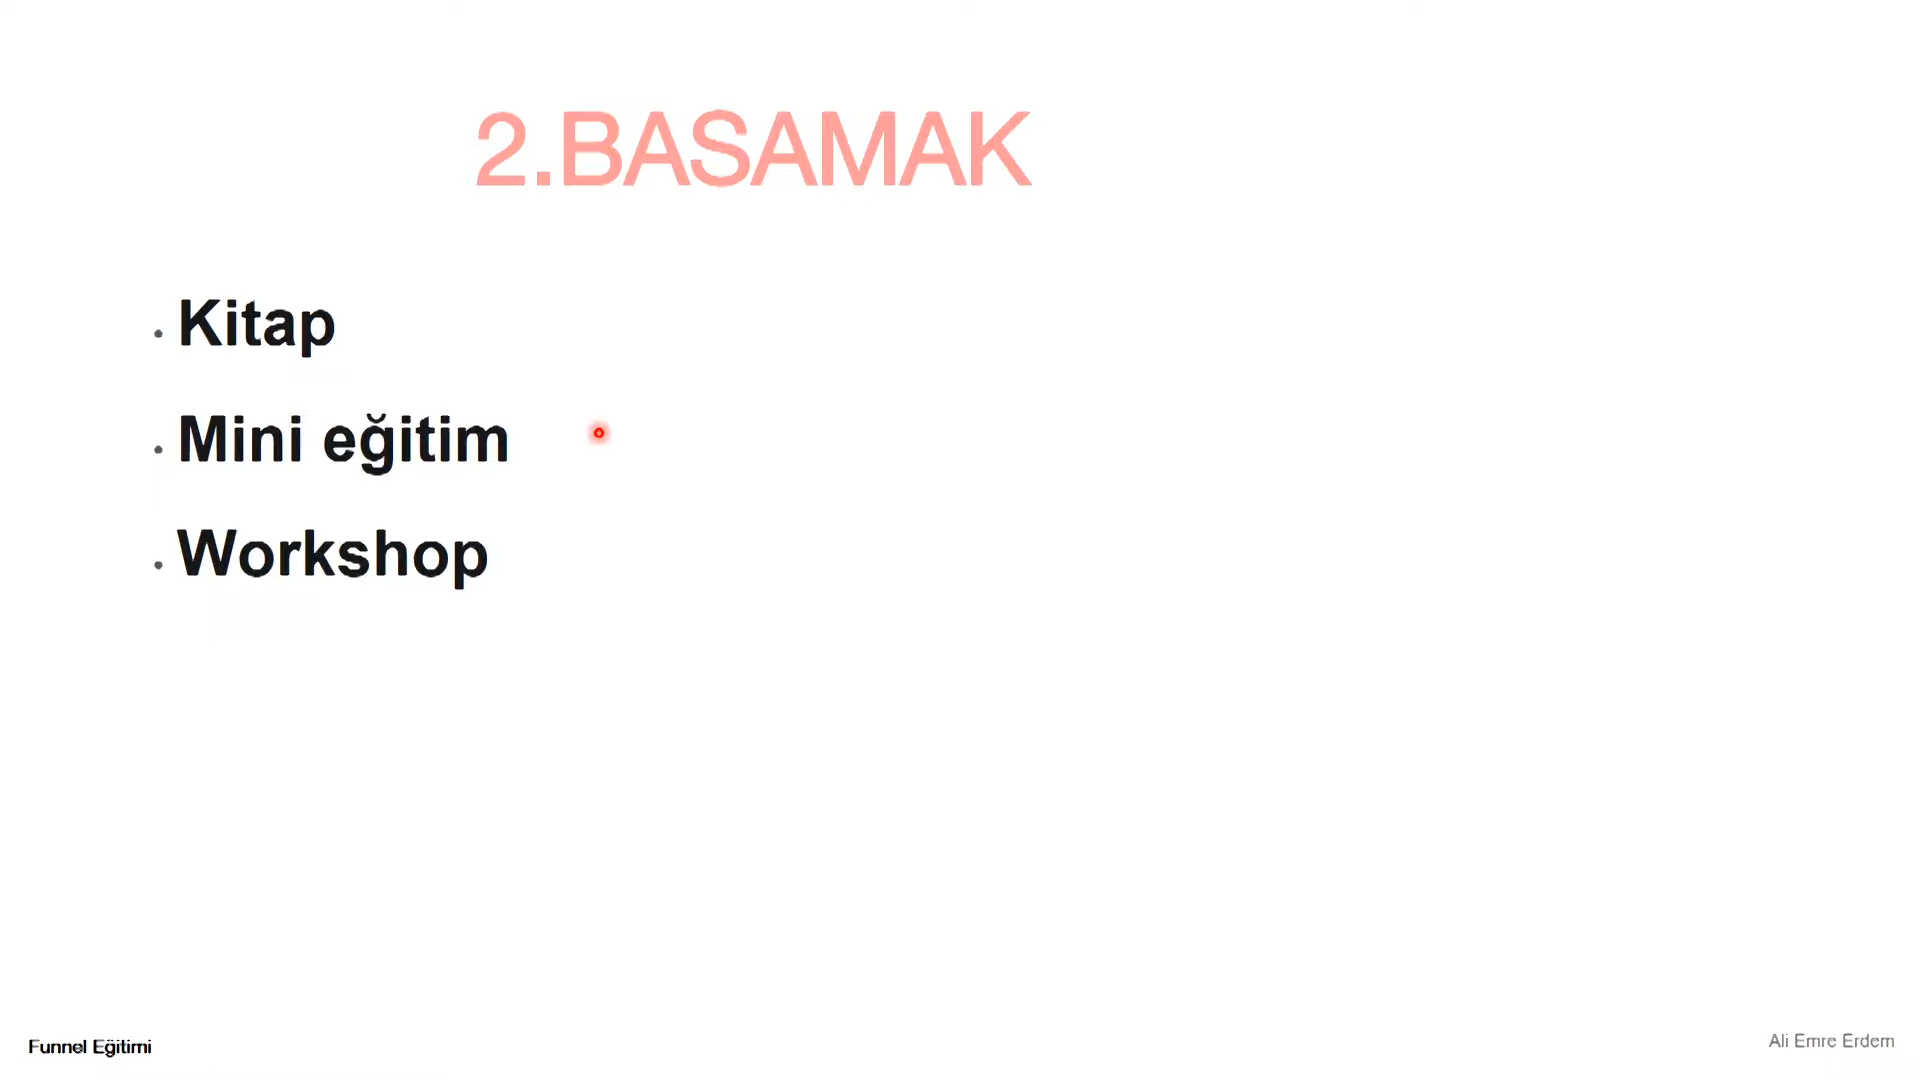 2.BASAMAK
• Kitap
• Mini eğitim
• Workshop
Funnel Eğitimi
Ali Emre Erdem